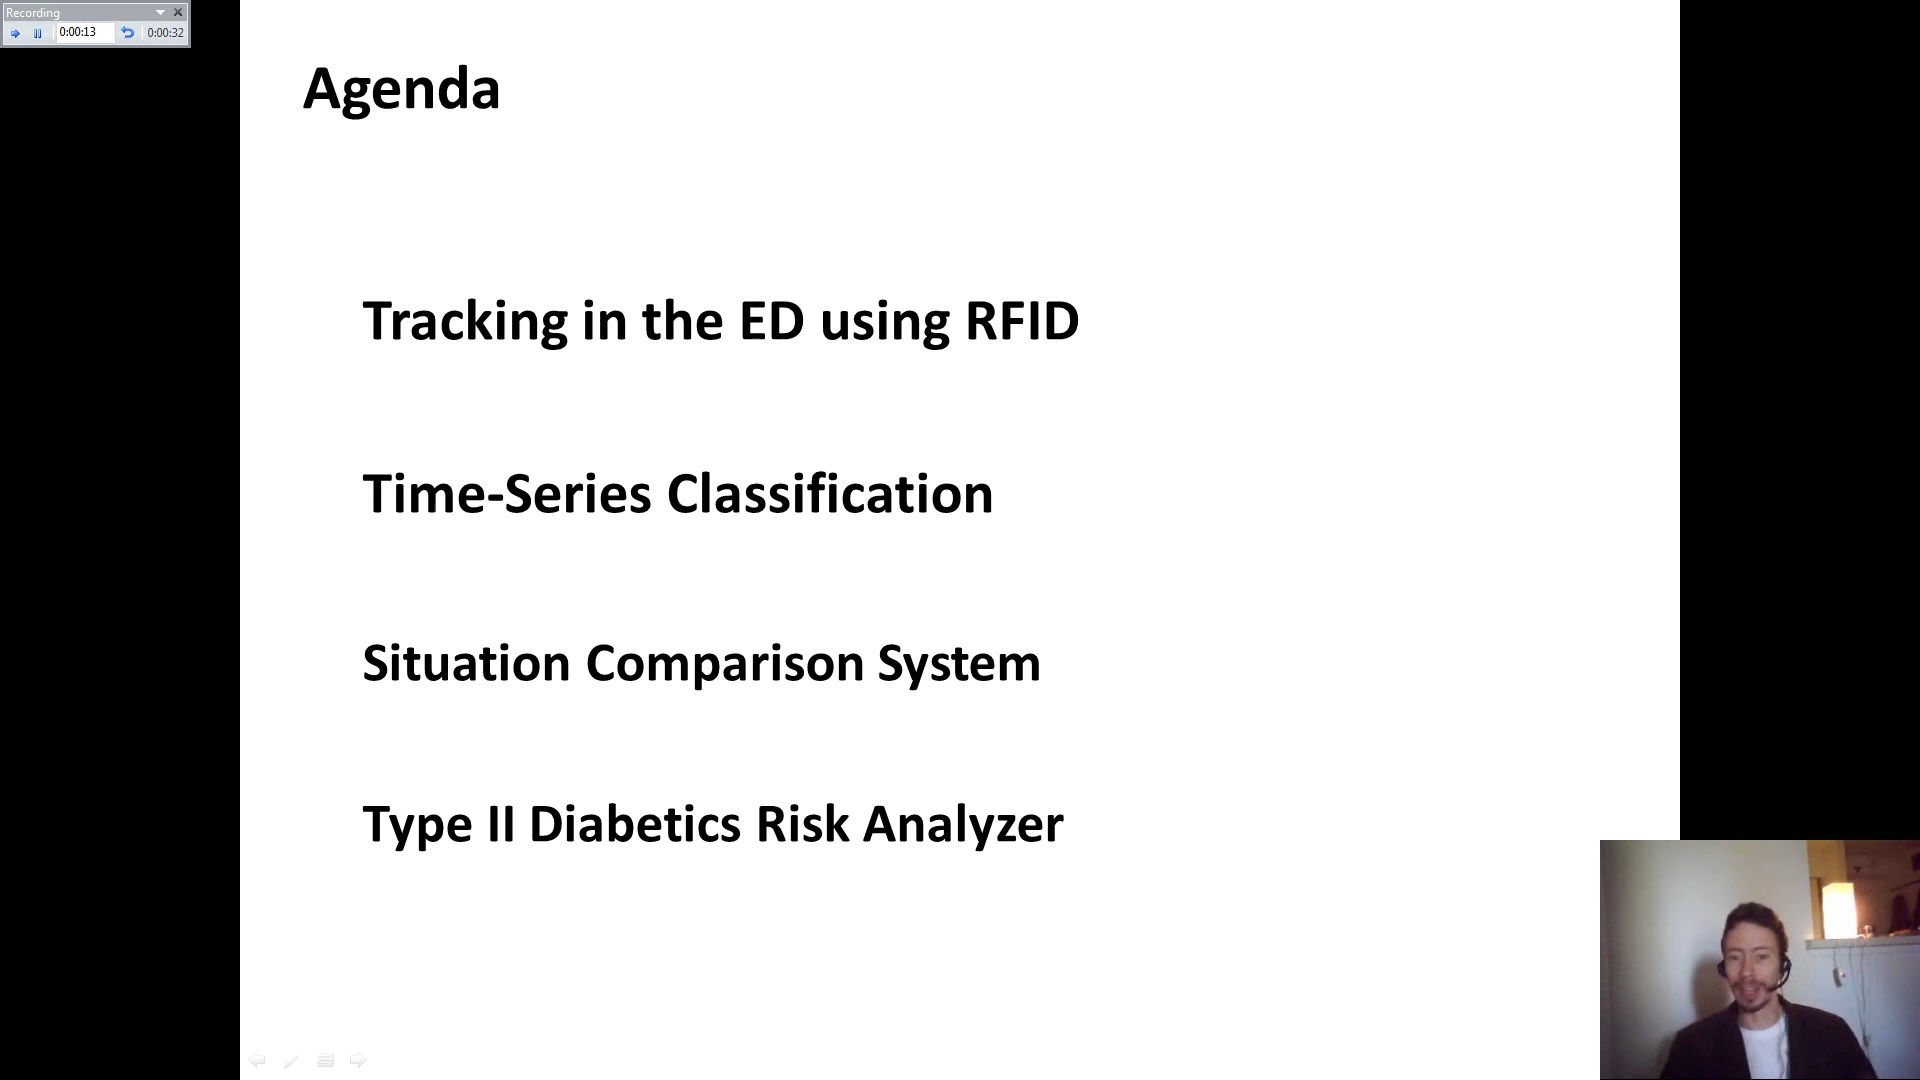 Recording
0:00:13
0:00:32
Agenda
Tracking in the ED using RFID
Time-Series Classification
Situation Comparison System
Type II Diabetics Risk Analyzer